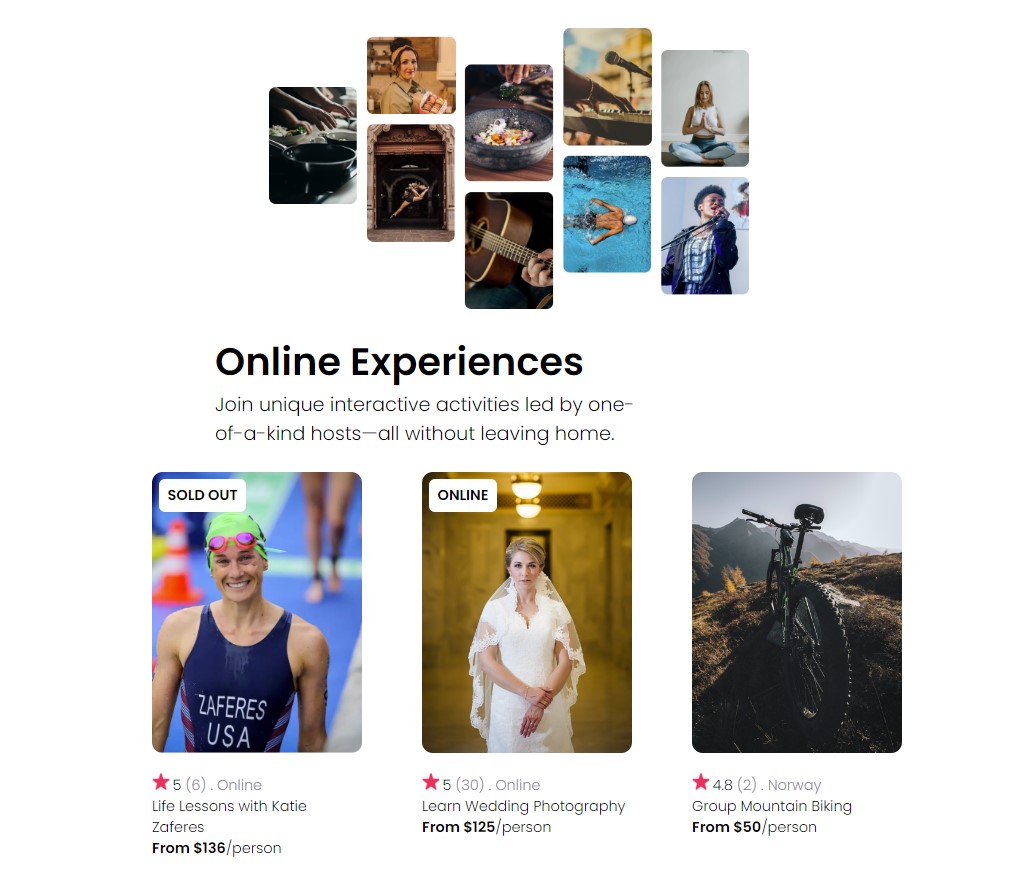 Online Experiences
Join unique interactive activities led by one-
of-a-kind hosts—all without leaving home.
SOLD OUT
ZAFERES
USA
5 (6) . Online
Life Lessons with Katie
Zaferes
From $136/person
ONLINE
5 (30) . Online
Learn Wedding Photography
From $125/person
4.8 (2) . Norway
Group Mountain Biking
From $50/person